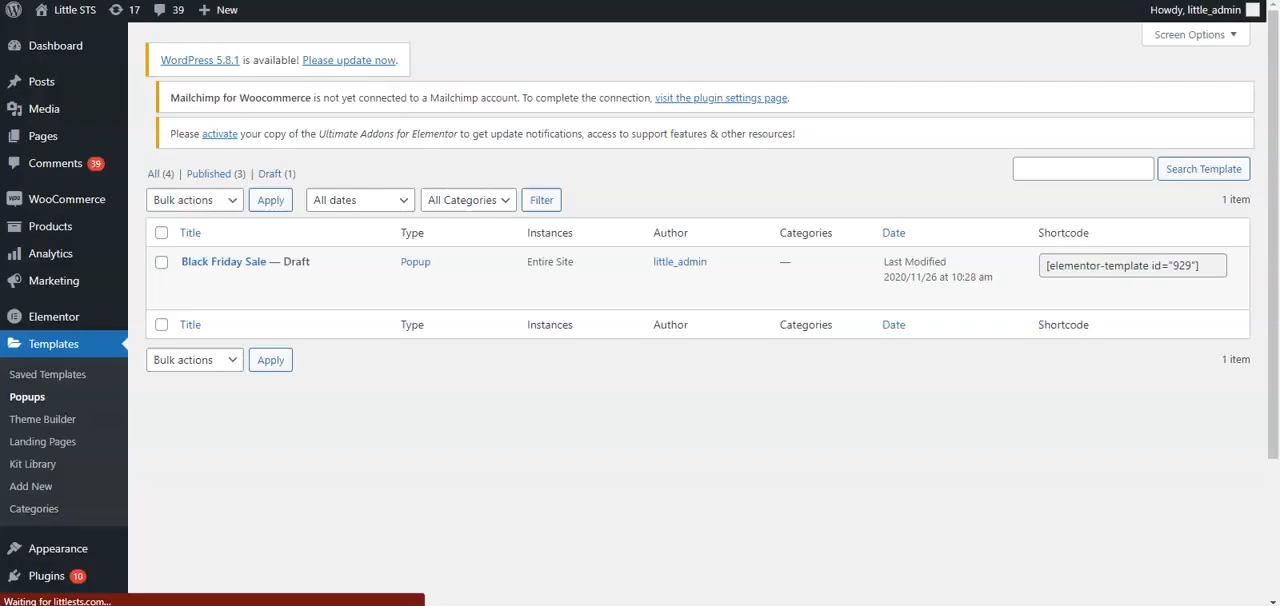 Little STS 17 39 New Howdy, little_admin
Screen Options
Dashboard
Posts
Media
Pages
Comments 39
WooCommerce
Products
Analytics
Marketing
Elementor
Templates
Saved Templates
Popups
Theme Builder
Landing Pages
Kit Library
Add New
Categories
Appearance
Plugins 10
Waiting for littlests.com...
WordPress 5.8.1 is available! Please update now.
Mailchimp for Woocommerce is not yet connected to a Mailchimp account. To complete the connection, visit the plugin settings page.
Please activate your copy of the Ultimate Addons for Elementor to get update notifications, access to support features & other resources!
All (4) | Published (3) | Draft (1)
Search Template
Bulk actions Apply All dates All Categories Filter 1 item
Title Type Instances Author Categories Date Shortcode
Black Friday Sale — Draft Popup Entire Site little_admin — Last Modified [elementor-template id="929"]
2020/11/26 at 10:28 am
Title Type Instances Author Categories Date Shortcode
Bulk actions Apply 1 item